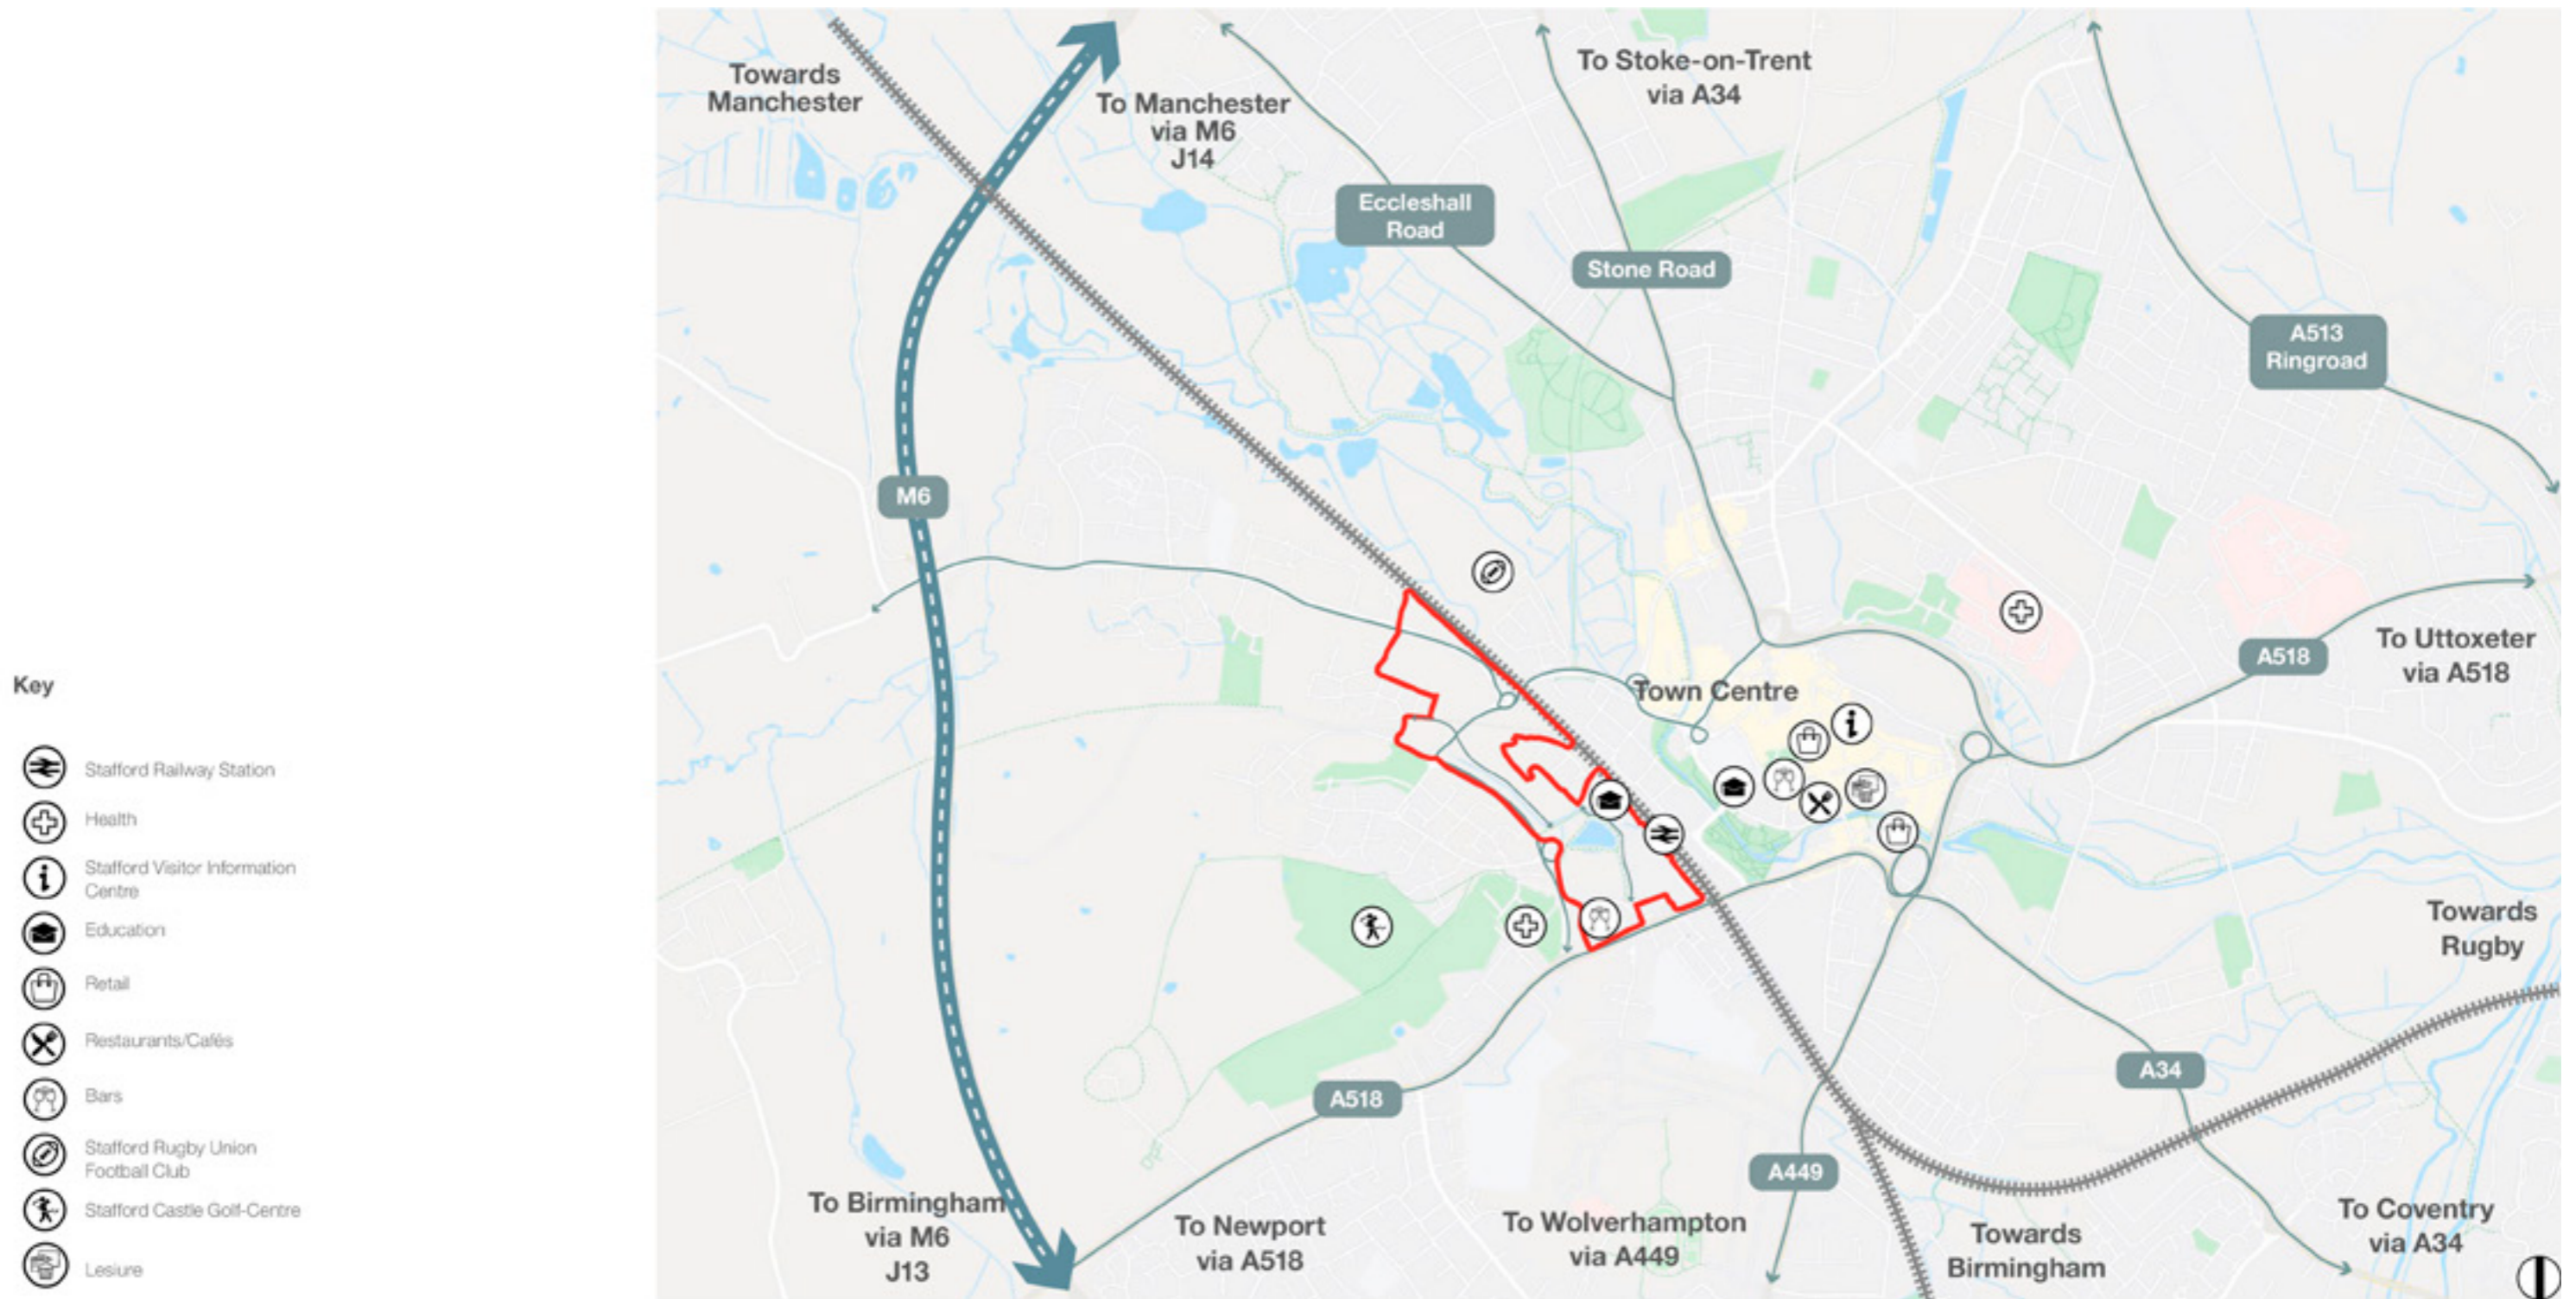 Key
Stafford Railway Station
Health
Stafford Visitor Information
Centre
Education
Retail
Restaurants/Cafés
Bars
Stafford Rugby Union
Football Club
Stafford Castle Golf-Centre
Lesiure
Towards
Manchester
To Manchester
via M6
J14
To Stoke-on-Trent
via A34
Eccleshall
Road
Stone Road
A513
Ringroad
M6
Town Centre
A518
To Uttoxeter
via A518
Towards
Rugby
A518
A34
A449
To Birmingham
via M6
J13
To Newport
via A518
To Wolverhampton
via A449
Towards
Birmingham
To Coventry
via A34